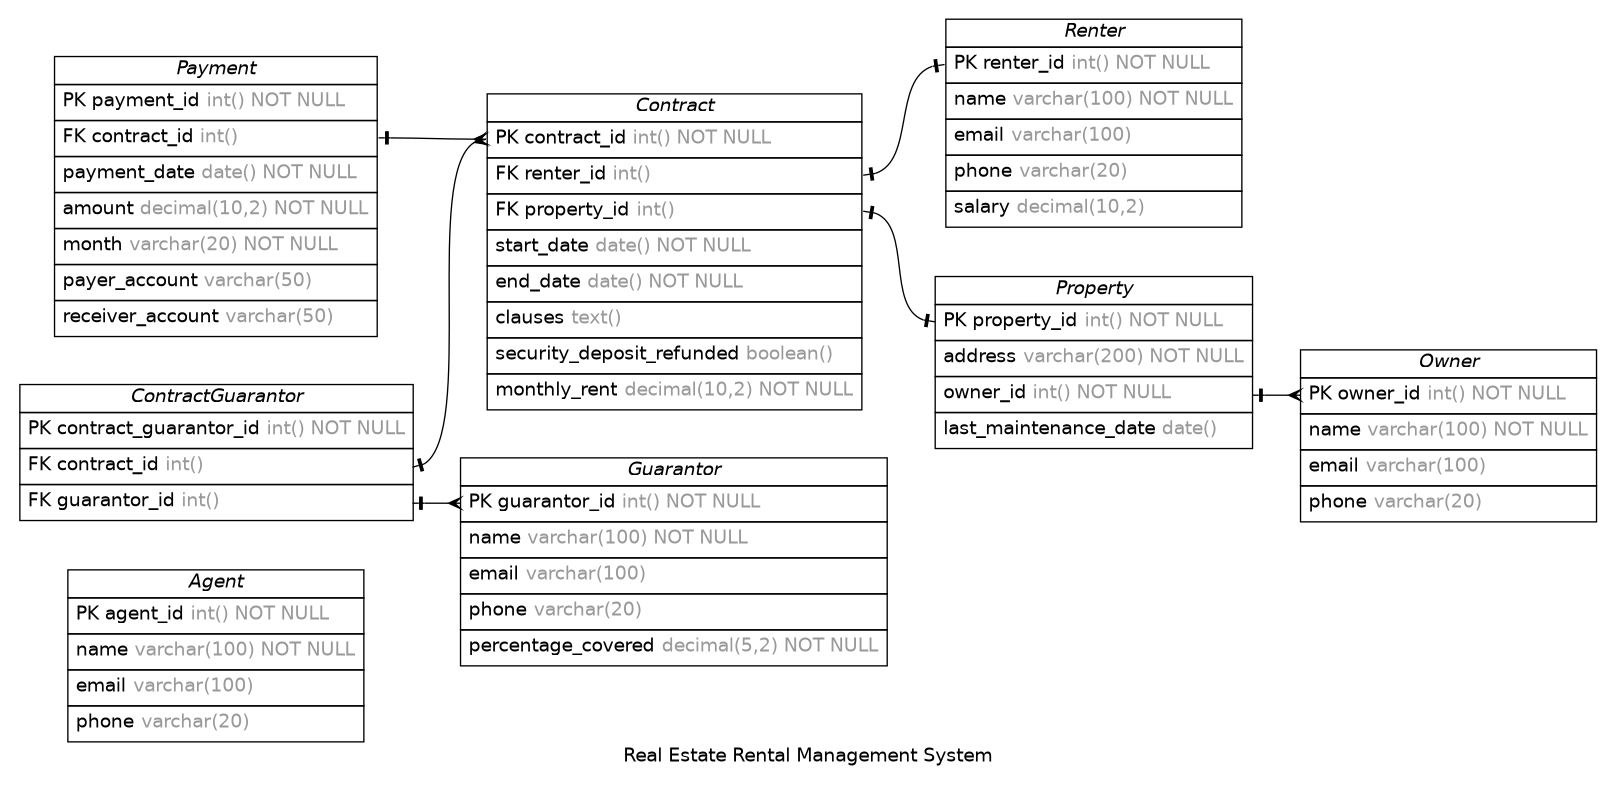 Payment
PK payment_id int() NOT NULL
FK contract_id int()
payment_date date() NOT NULL
amount decimal(10,2) NOT NULL
month varchar(20) NOT NULL
payer_account varchar(50)
receiver_account varchar(50)
Contract
PK contract_id int() NOT NULL
FK renter_id int()
FK property_id int()
start_date date() NOT NULL
end_date date() NOT NULL
clauses text()
security_deposit_refunded boolean()
monthly_rent decimal(10,2) NOT NULL
Renter
PK renter_id int() NOT NULL
name varchar(100) NOT NULL
email varchar(100)
phone varchar(20)
salary decimal(10,2)
Property
PK property_id int() NOT NULL
address varchar(200) NOT NULL
owner_id int() NOT NULL
last_maintenance_date date()
Owner
PK owner_id int() NOT NULL
name varchar(100) NOT NULL
email varchar(100)
phone varchar(20)
ContractGuarantor
PK contract_guarantor_id int() NOT NULL
FK contract_id int()
FK guarantor_id int()
Guarantor
PK guarantor_id int() NOT NULL
name varchar(100) NOT NULL
email varchar(100)
phone varchar(20)
percentage_covered decimal(5,2) NOT NULL
Agent
PK agent_id int() NOT NULL
name varchar(100) NOT NULL
email varchar(100)
phone varchar(20)
Real Estate Rental Management System